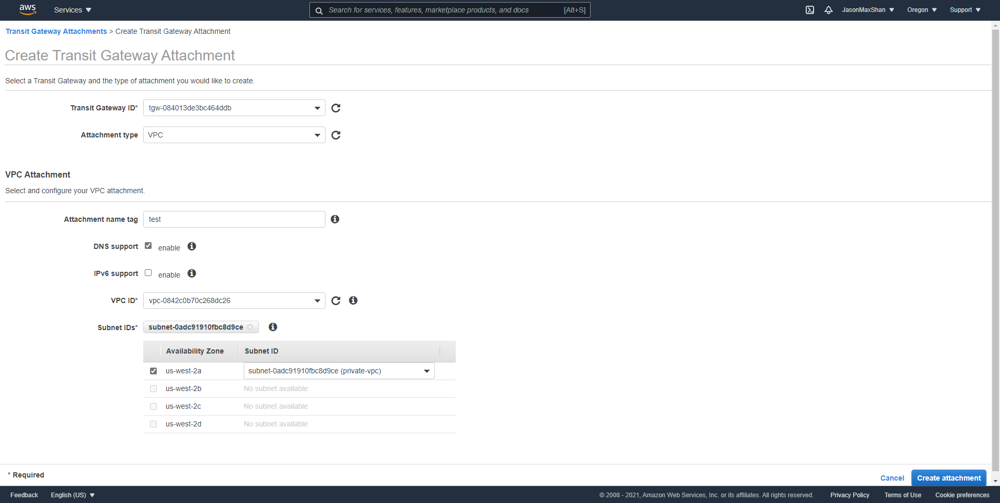 aws Services Search for services, features, marketplace products, and docs [Alt+S] JasonMaxShan Oregon Support
Transit Gateway Attachments > Create Transit Gateway Attachment
Create Transit Gateway Attachment
Select a Transit Gateway and the type of attachment you would like to create.
Transit Gateway ID* tgw-084013de3bc464ddb
Attachment type VPC
VPC Attachment
Select and configure your VPC attachment.
Attachment name tag test
DNS support enable
IPv6 support enable
VPC ID* vpc-0842c0b70c268dc26
Subnet IDs* subnet-0adc91910fbc8d9ce
Availability Zone Subnet ID
us-west-2a subnet-0adc91910fbc8d9ce (private-vpc)
us-west-2b No subnet available
us-west-2c No subnet available
us-west-2d No subnet available
* Required
Cancel Create attachment
Feedback English (US) © 2008 - 2021, Amazon Web Services, Inc. or its affiliates. All rights reserved. Privacy Policy Terms of Use Cookie preferences